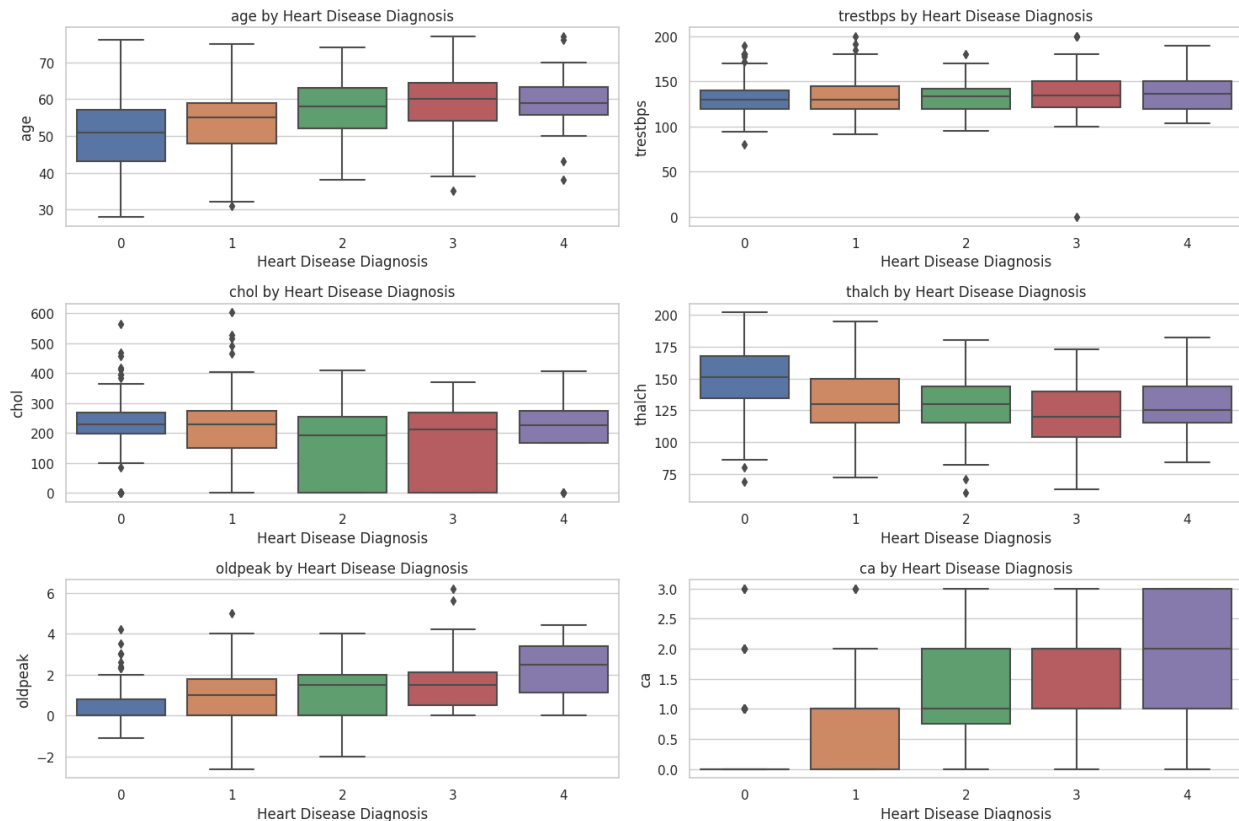 age by Heart Disease Diagnosis
70
60
50
40
30
age
0 1 2 3 4
Heart Disease Diagnosis
trestbps by Heart Disease Diagnosis
200
150
100
50
0
trestbps
0 1 2 3 4
Heart Disease Diagnosis
chol by Heart Disease Diagnosis
600
500
400
300
200
100
0
chol
0 1 2 3 4
Heart Disease Diagnosis
thalch by Heart Disease Diagnosis
200
175
150
125
100
75
thalch
0 1 2 3 4
Heart Disease Diagnosis
oldpeak by Heart Disease Diagnosis
6
4
2
0
−2
oldpeak
0 1 2 3 4
Heart Disease Diagnosis
ca by Heart Disease Diagnosis
3.0
2.5
2.0
1.5
1.0
0.5
0.0
ca
0 1 2 3 4
Heart Disease Diagnosis